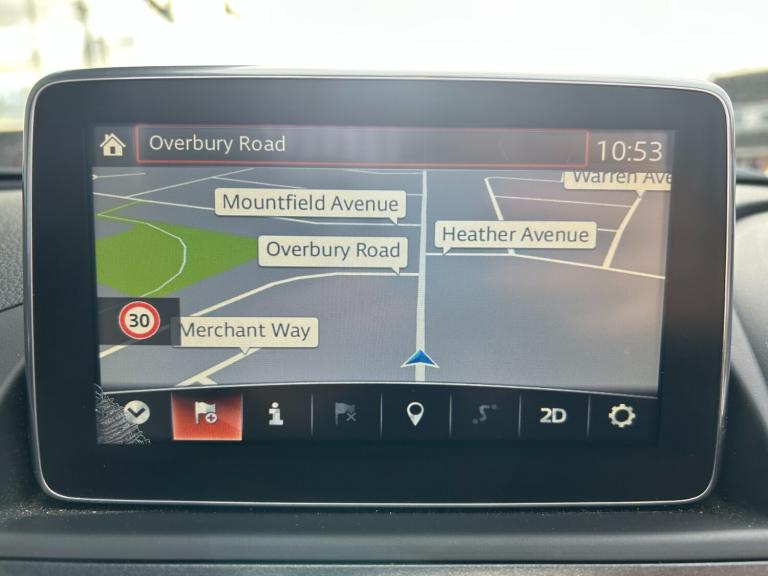 Overbury Road
10:53
Warren Ave
Mountfield Avenue
Heather Avenue
Overbury Road
30
Merchant Way
2D